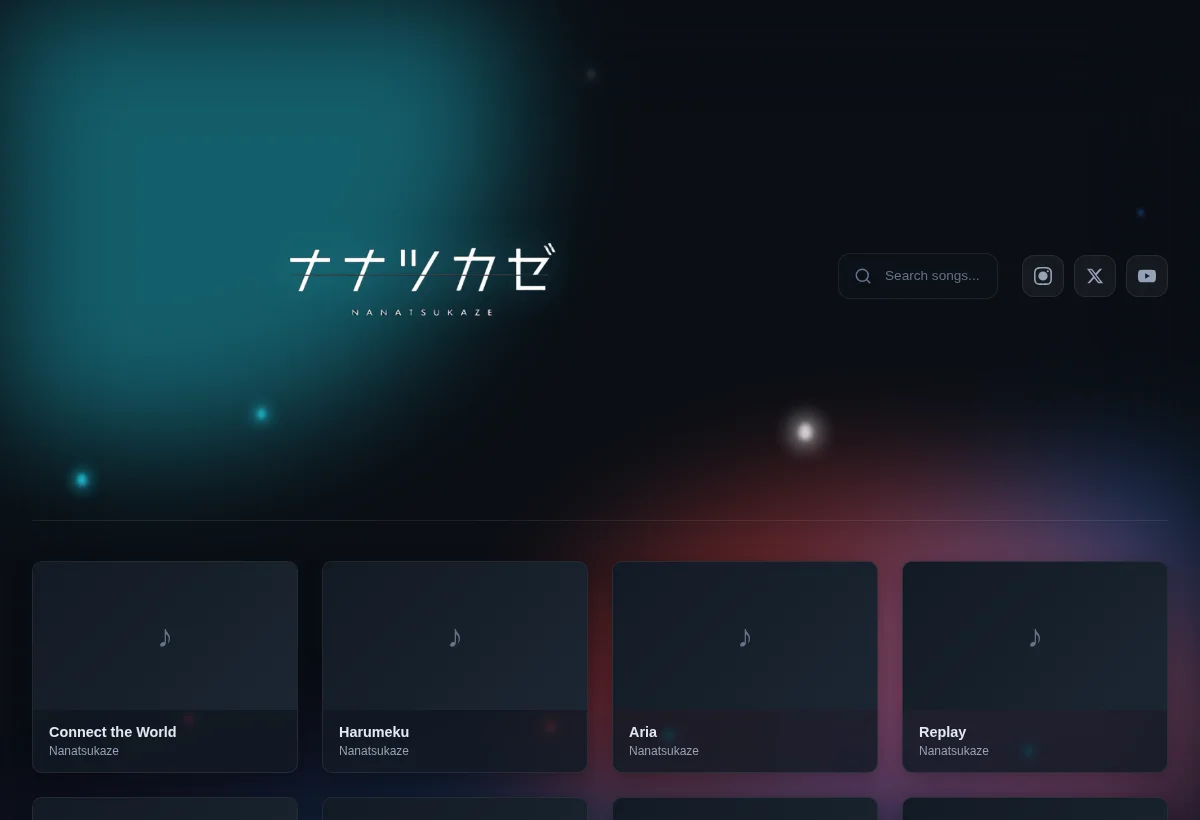 ナナツカゼ
NANATSUKAZE
Search songs...
Connect the World
Nanatsukaze
Harumeku
Nanatsukaze
Aria
Nanatsukaze
Replay
Nanatsukaze